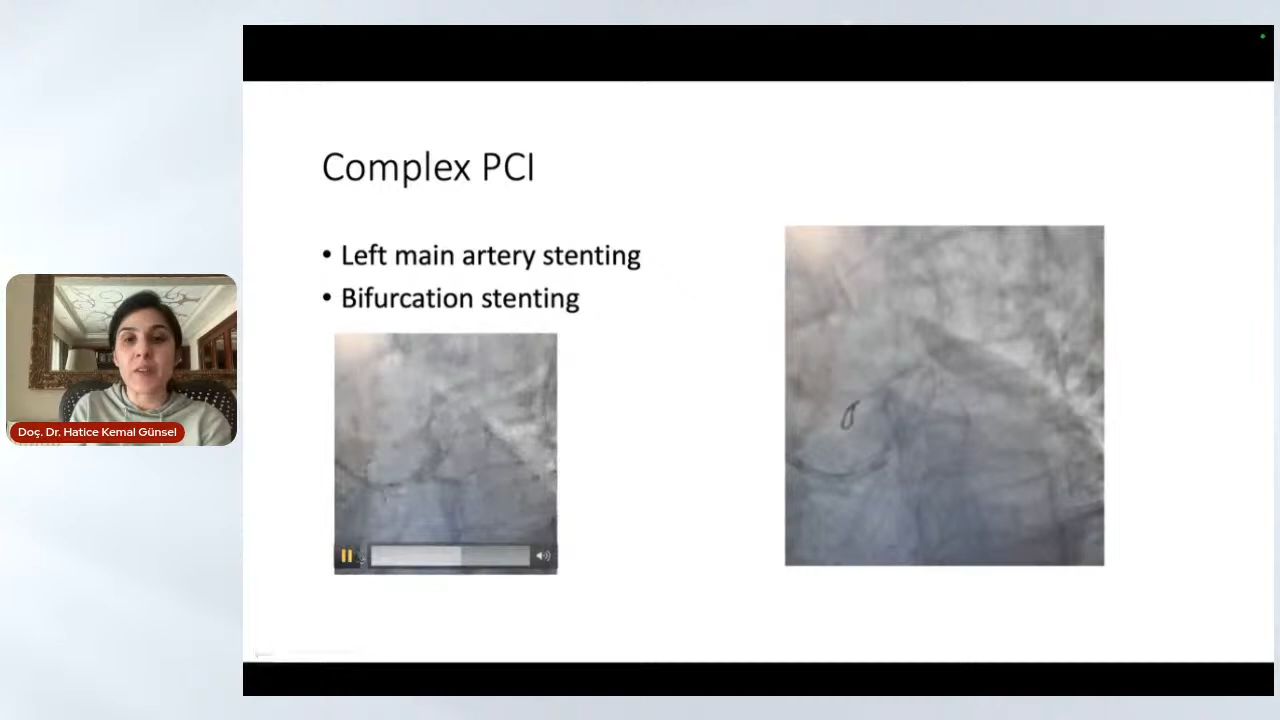 Complex PCI
• Left main artery stenting
• Bifurcation stenting
Doç. Dr. Hatice Kemal Günsel